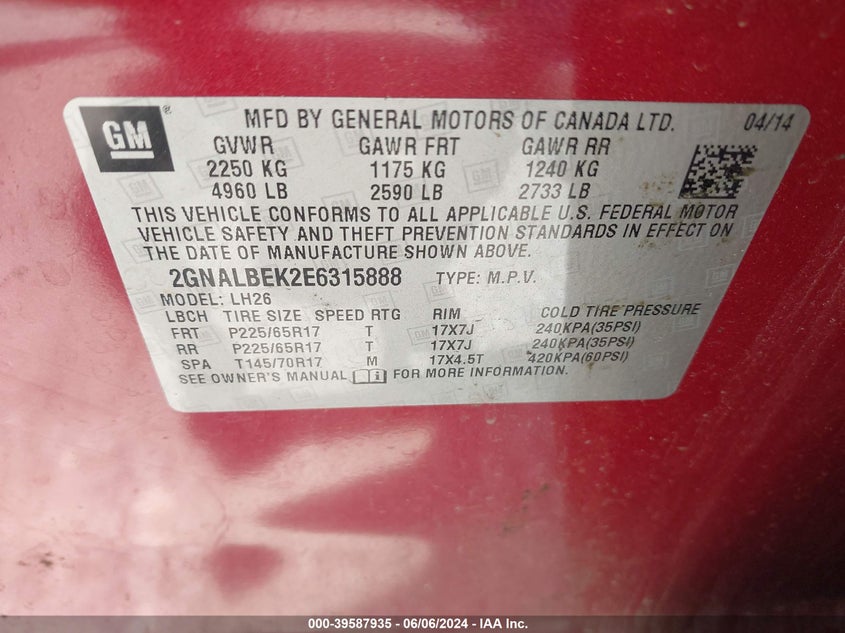 GM®
MFD BY GENERAL MOTORS OF CANADA LTD. 04/14
GVWR GAWR FRT GAWR RR
2250 KG 1175 KG 1240 KG
4960 LB 2590 LB 2733 LB
THIS VEHICLE CONFORMS TO ALL APPLICABLE U.S. FEDERAL MOTOR
VEHICLE SAFETY AND THEFT PREVENTION STANDARDS IN EFFECT ON
THE DATE OF MANUFACTURE SHOWN ABOVE.
2GNALBEK2E6315888 TYPE: M.P.V.
MODEL: LH26
LBCH TIRE SIZE SPEED RTG RIM COLD TIRE PRESSURE
FRT P225/65R17 T 17X7J 240KPA(35PSI)
RR P225/65R17 T 17X7J 240KPA(35PSI)
SPA T145/70R17 M 17X4.5T 420KPA(60PSI)
SEE OWNER'S MANUAL FOR MORE INFORMATION.
000-39587935 - 06/06/2024 - IAA Inc.